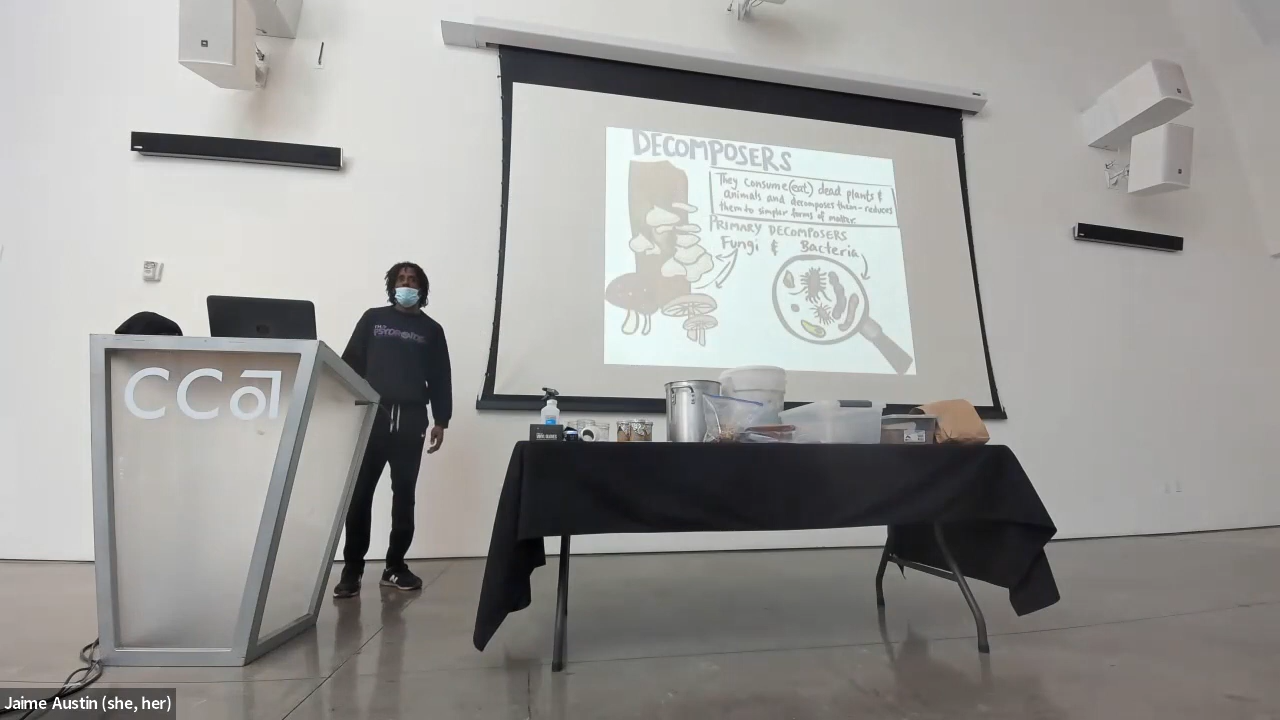 DECOMPOSERS
They consume (eat) dead plants &
animals and decomposes them - reduces
them to simpler forms of matter
PRIMARY DECOMPOSERS
Fungi & Bacteria
CCA
Jaime Austin (she, her)